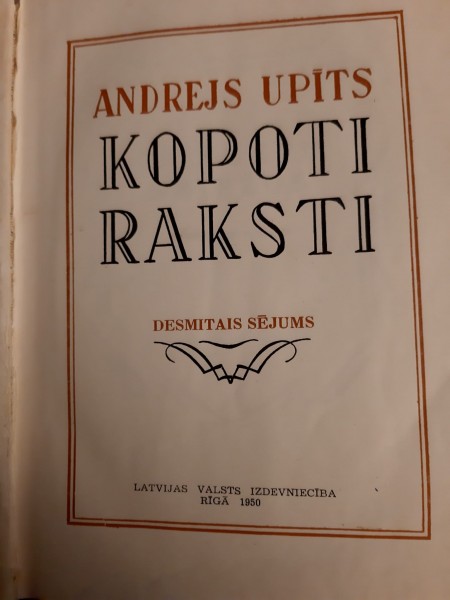 ANDREJS UPĪTS
KOPOTI
RAKSTI
DESMITAIS SĒJUMS
LATVIJAS VALSTS IZDEVNIECĪBA
RĪGĀ 1950